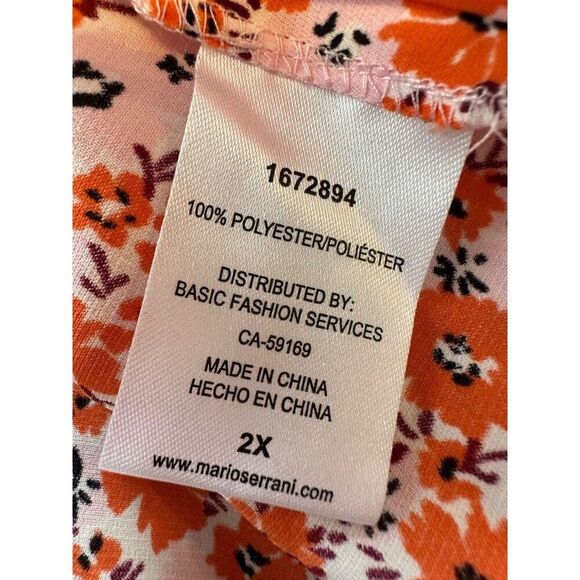 1672894
100% POLYESTER/POLIÉSTER
DISTRIBUTED BY:
BASIC FASHION SERVICES
CA-59169
MADE IN CHINA
HECHO EN CHINA
2X
www.marioserrani.com